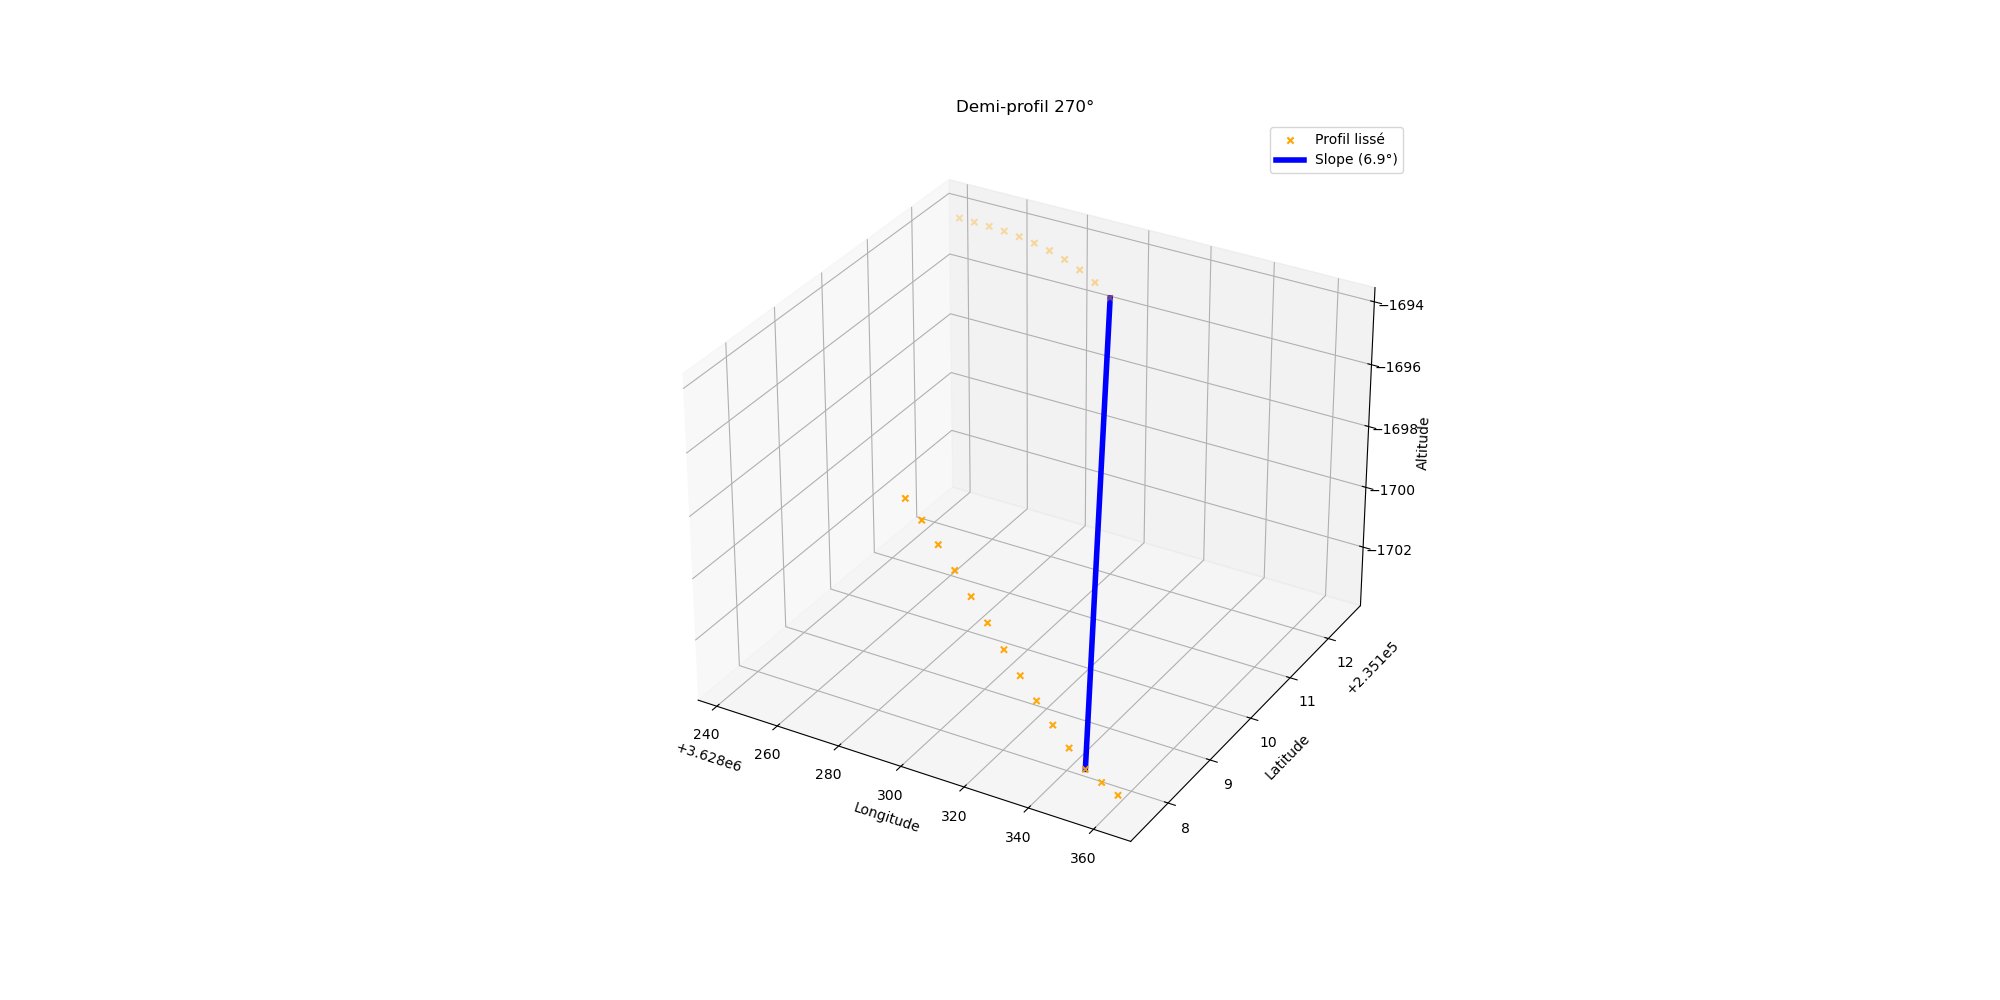 Demi-profil 270°
Profil lissé
Slope (6.9°)
−1694
−1696
−1698
−1700
−1702
Altitude
12
11
10
9
8
+2.351e5
Latitude
240
260
280
300
320
340
360
+3.628e6
Longitude